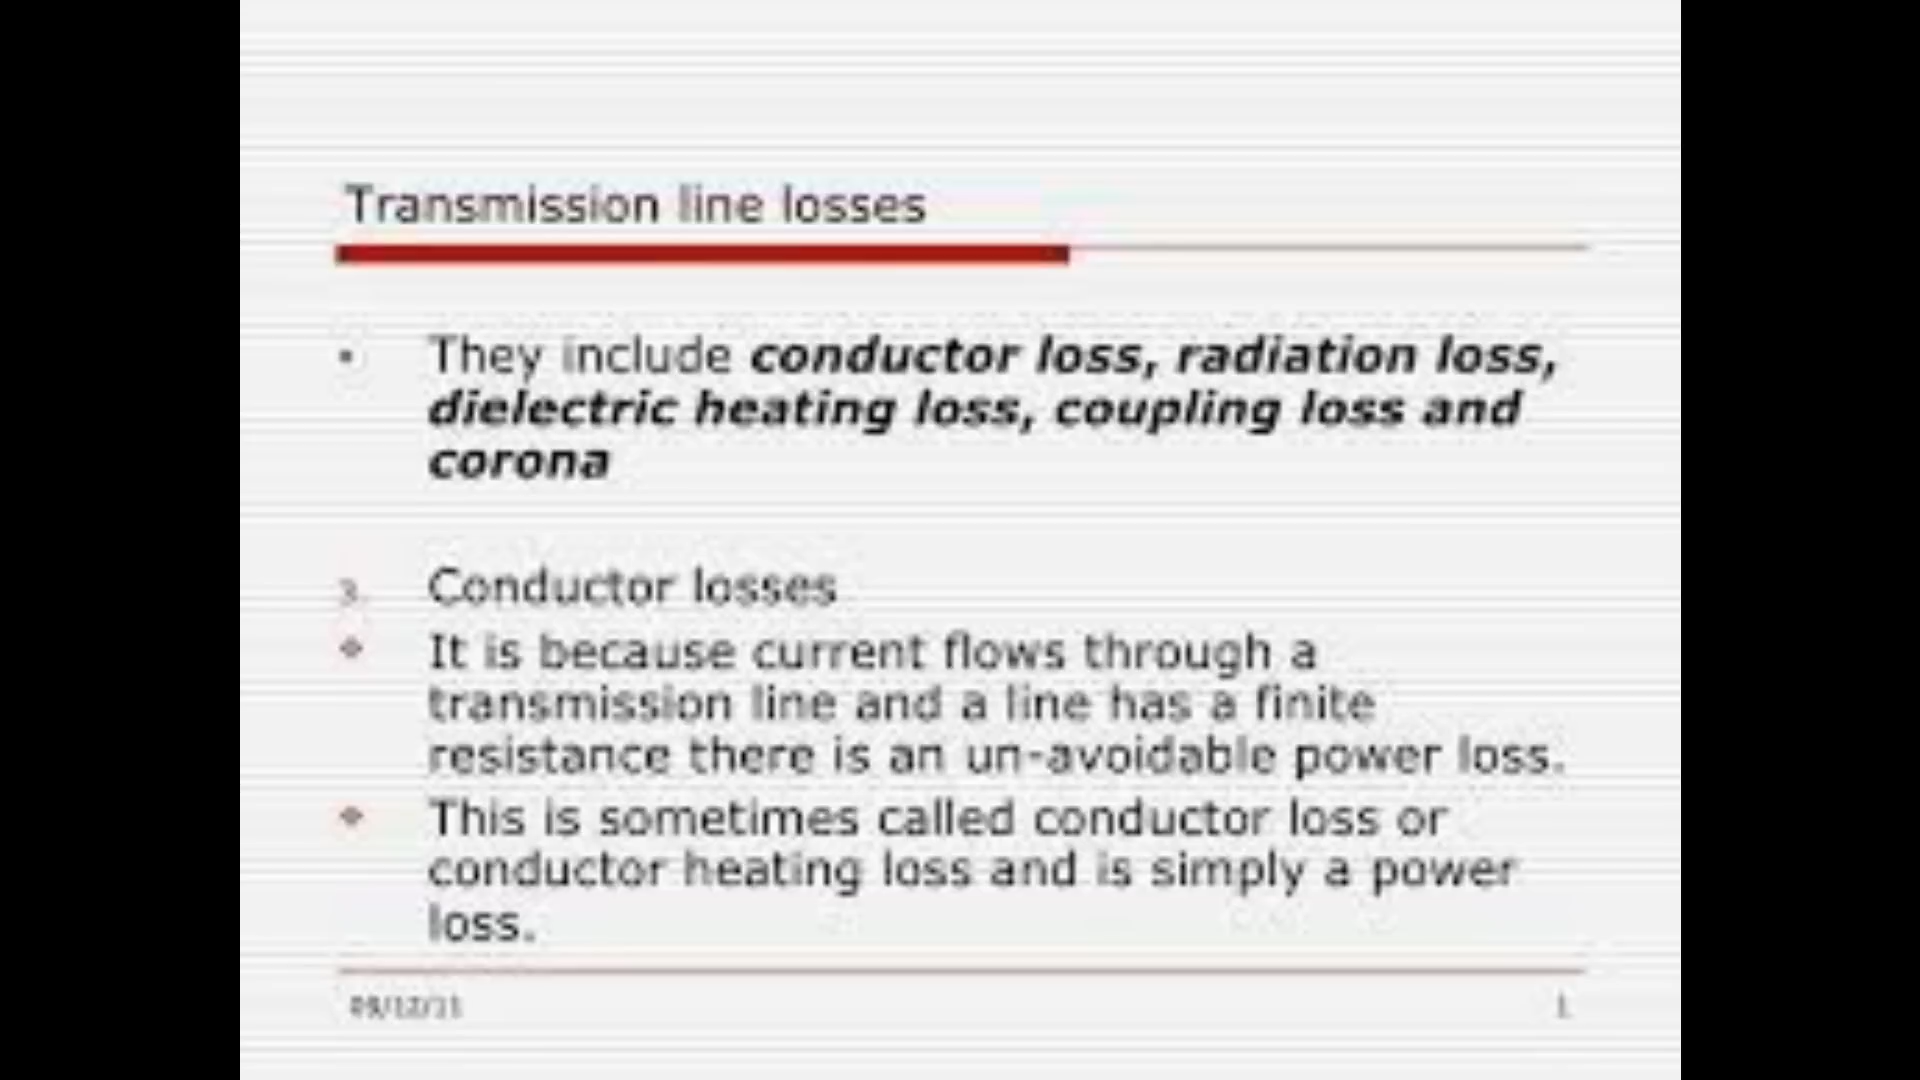 Transmission line losses
• They include conductor loss, radiation loss,
dielectric heating loss, coupling loss and
corona
3. Conductor losses
❖ It is because current flows through a
transmission line and a line has a finite
resistance there is an un-avoidable power loss.
❖ This is sometimes called conductor loss or
conductor heating loss and is simply a power
loss.
1